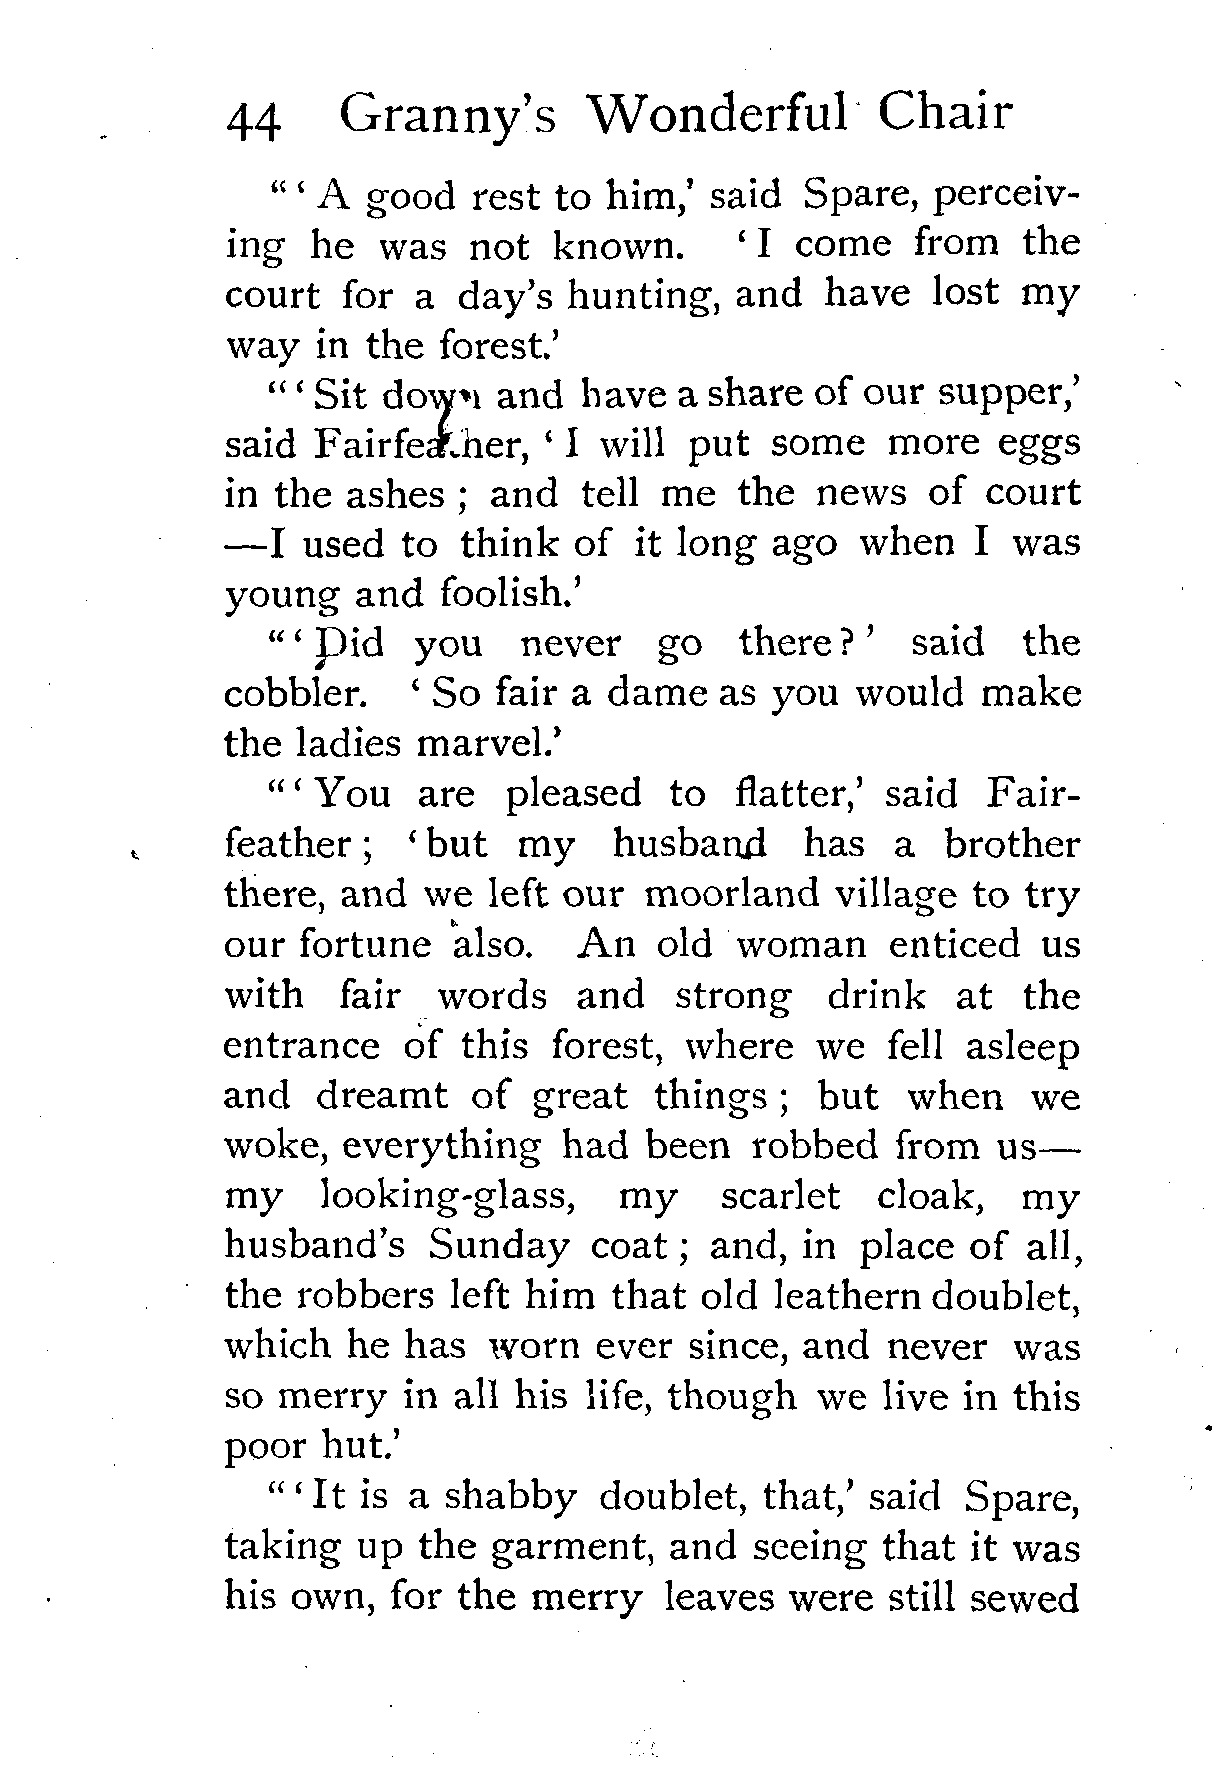 44 Granny's Wonderful Chair
"'A good rest to him,' said Spare, perceiv-
ing he was not known. 'I come from the
court for a day's hunting, and have lost my
way in the forest.'
"'Sit down and have a share of our supper,'
said Fairfeather, 'I will put some more eggs
in the ashes; and tell me the news of court
—I used to think of it long ago when I was
young and foolish.'
"'Did you never go there?' said the
cobbler. 'So fair a dame as you would make
the ladies marvel.'
"'You are pleased to flatter,' said Fair-
feather; 'but my husband has a brother
there, and we left our moorland village to try
our fortune also. An old woman enticed us
with fair words and strong drink at the
entrance of this forest, where we fell asleep
and dreamt of great things; but when we
woke, everything had been robbed from us—
my looking-glass, my scarlet cloak, my
husband's Sunday coat; and, in place of all,
the robbers left him that old leathern doublet,
which he has worn ever since, and never was
so merry in all his life, though we live in this
poor hut.'
"'It is a shabby doublet, that,' said Spare,
taking up the garment, and seeing that it was
his own, for the merry leaves were still sewed